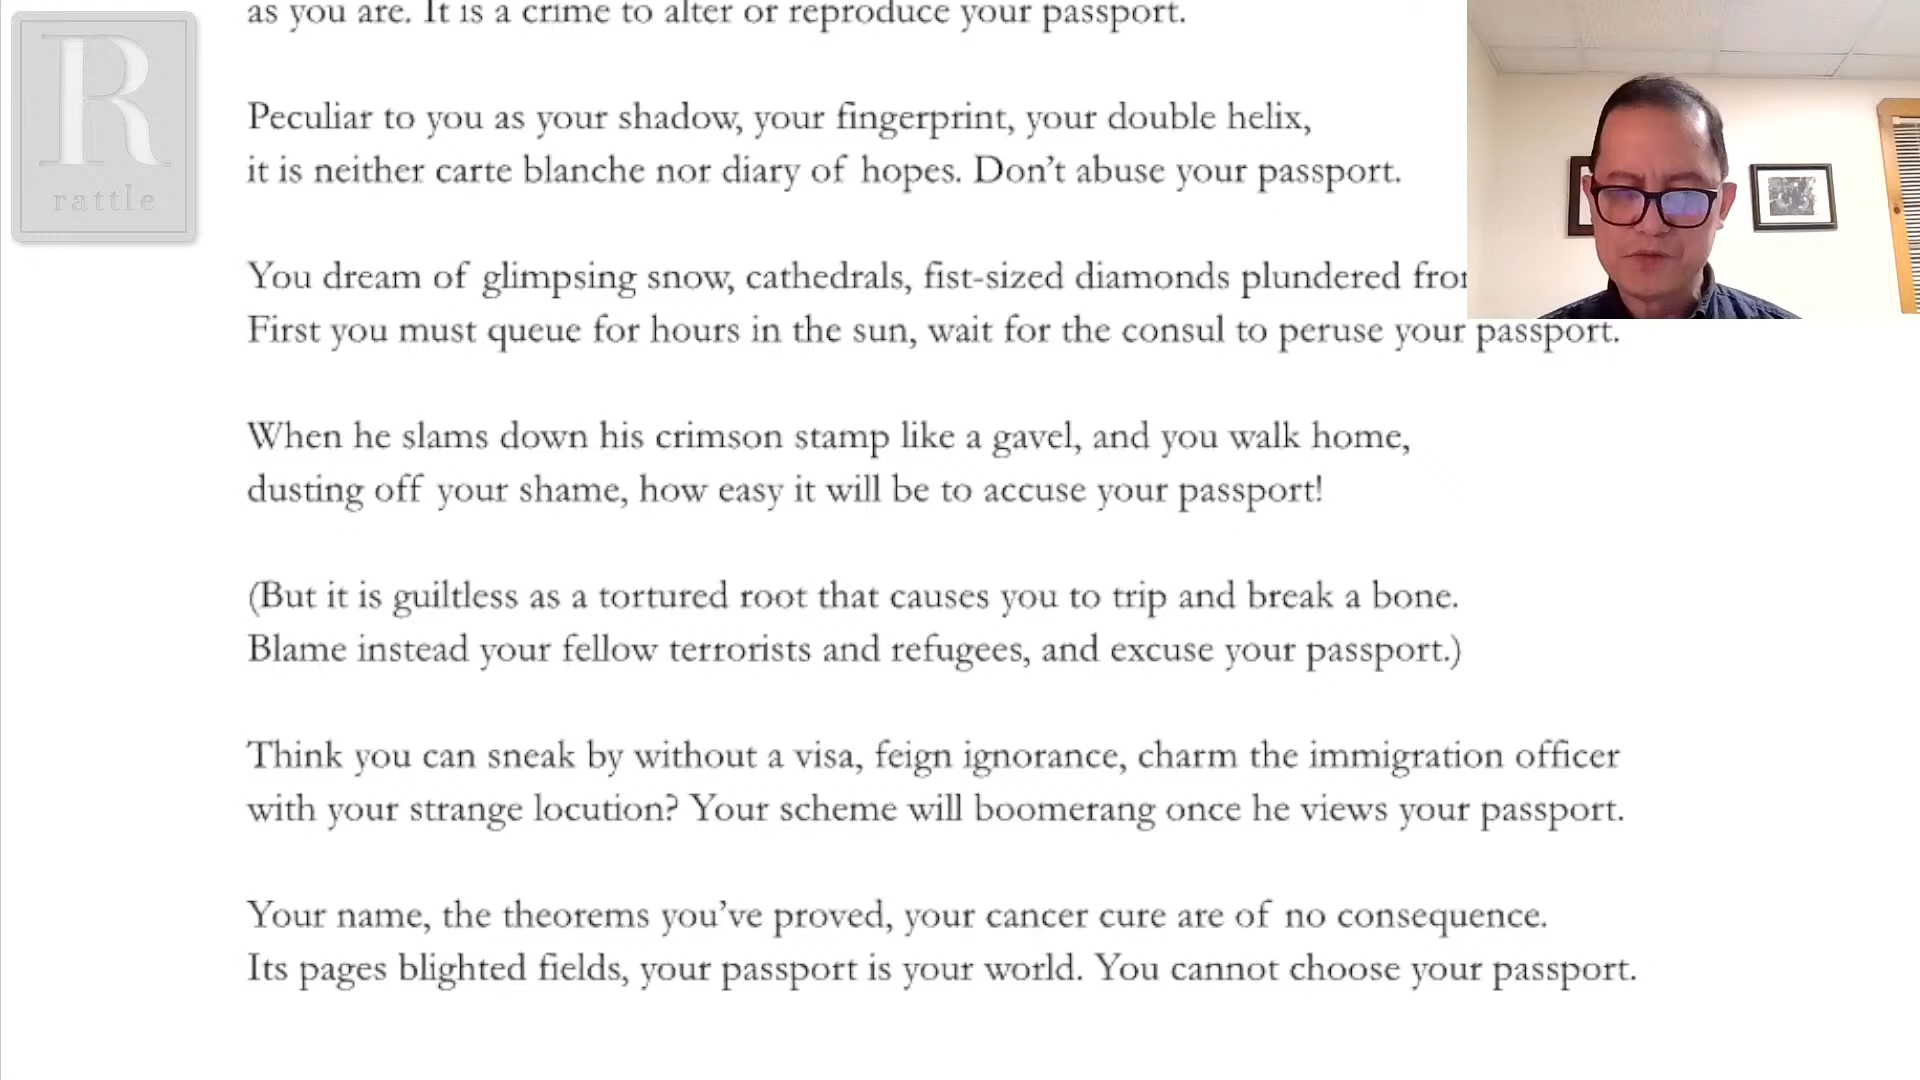 R
rattle
as you are. It is a crime to alter or reproduce your passport.
Peculiar to you as your shadow, your fingerprint, your double helix,
it is neither carte blanche nor diary of hopes. Don’t abuse your passport.
You dream of glimpsing snow, cathedrals, fist-sized diamonds plundered
First you must queue for hours in the sun, wait for the consul to peruse your passport.
When he slams down his crimson stamp like a gavel, and you walk home,
dusting off your shame, how easy it will be to accuse your passport!
(But it is guiltless as a tortured root that causes you to trip and break a bone.
Blame instead your fellow terrorists and refugees, and excuse your passport.)
Think you can sneak by without a visa, feign ignorance, charm the immigration officer
with your strange locution? Your scheme will boomerang once he views your passport.
Your name, the theorems you’ve proved, your cancer cure are of no consequence.
Its pages blighted fields, your passport is your world. You cannot choose your passport.